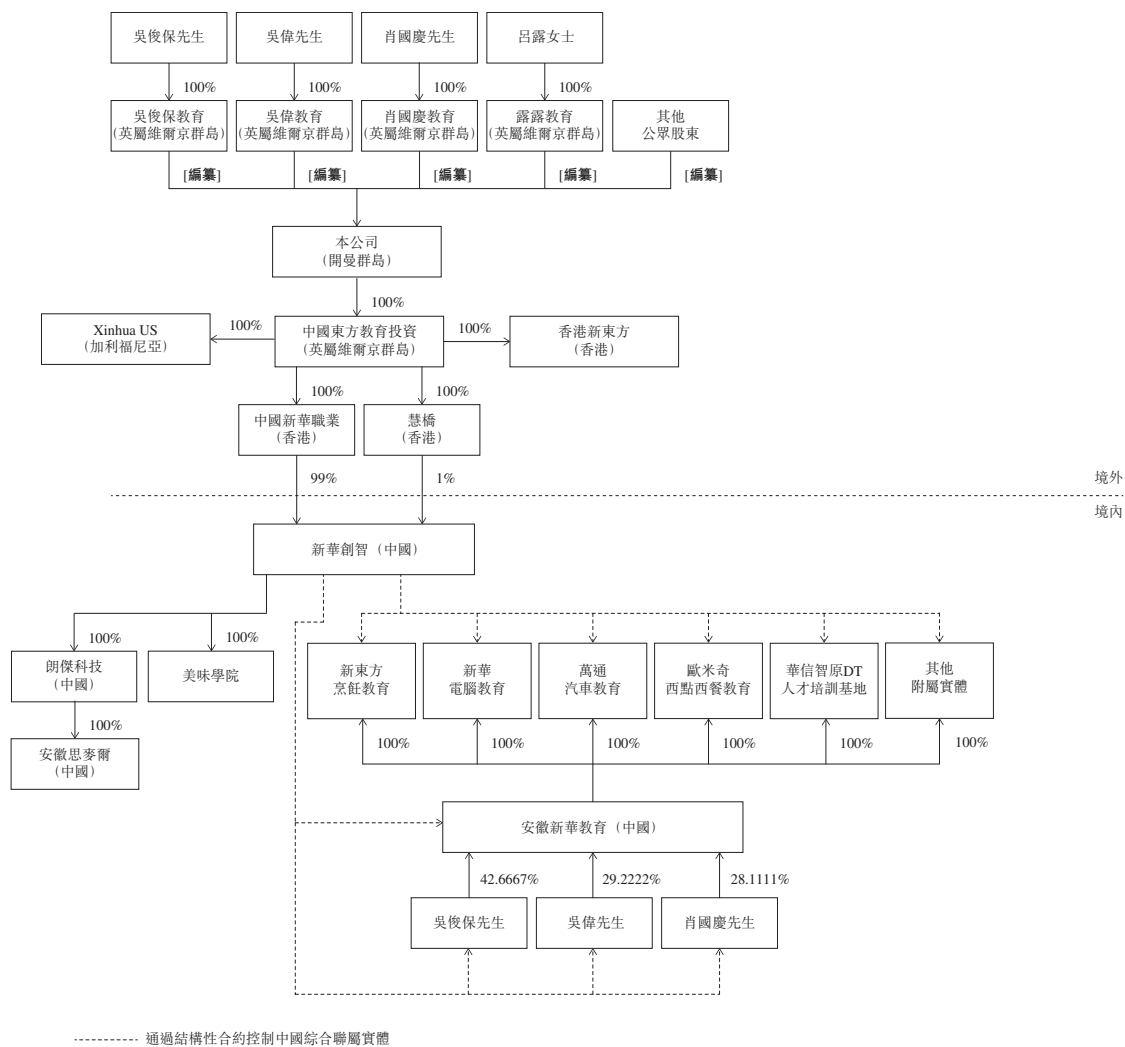 吳俊保先生
吳偉先生
肖國慶先生
呂露女士
100%
100%
100%
100%
吳俊保教育
(英屬維爾京群島)
吳偉教育
(英屬維爾京群島)
肖國慶教育
(英屬維爾京群島)
露露教育
(英屬維爾京群島)
其他
公眾股東
[編纂]
[編纂]
[編纂]
[編纂]
[編纂]
本公司
(開曼群島)
100%
Xinhua US
(加利福尼亞)
100%
中國東方教育投資
(英屬維爾京群島)
100%
香港新東方
(香港)
100%
100%
中國新華職業
(香港)
慧橋
(香港)
99%
1%
境外
境內
新華創智(中國)
100%
100%
朗傑科技
(中國)
美味學院
新東方
烹飪教育
新華
電腦教育
萬通
汽車教育
歐米奇
西點西餐教育
華信智原DT
人才培訓基地
其他
附屬實體
100%
安徽思麥爾
(中國)
100%
100%
100%
100%
100%
100%
安徽新華教育(中國)
42.6667%
29.2222%
28.1111%
吳俊保先生
吳偉先生
肖國慶先生
通過結構性合約控制中國綜合聯屬實體